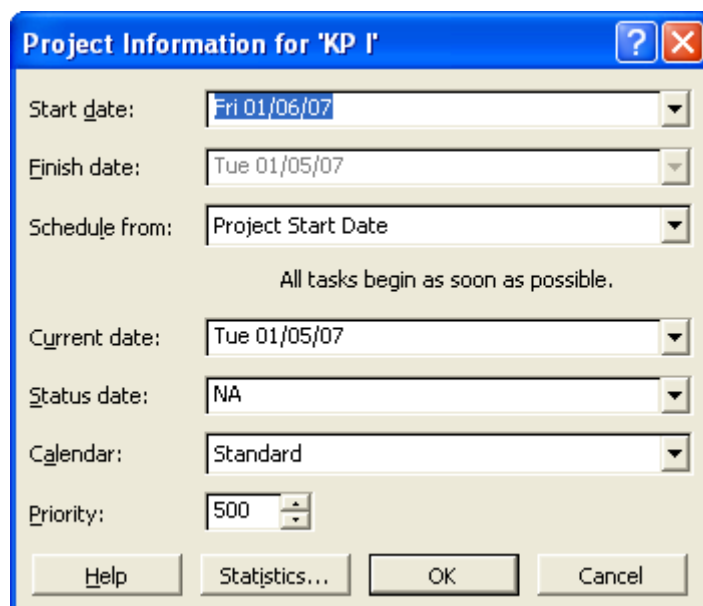 Project Information for 'KP I'
Start date: Fri 01/06/07
Finish date: Tue 01/05/07
Schedule from: Project Start Date
All tasks begin as soon as possible.
Current date: Tue 01/05/07
Status date: NA
Calendar: Standard
Priority: 500
Help Statistics... OK Cancel